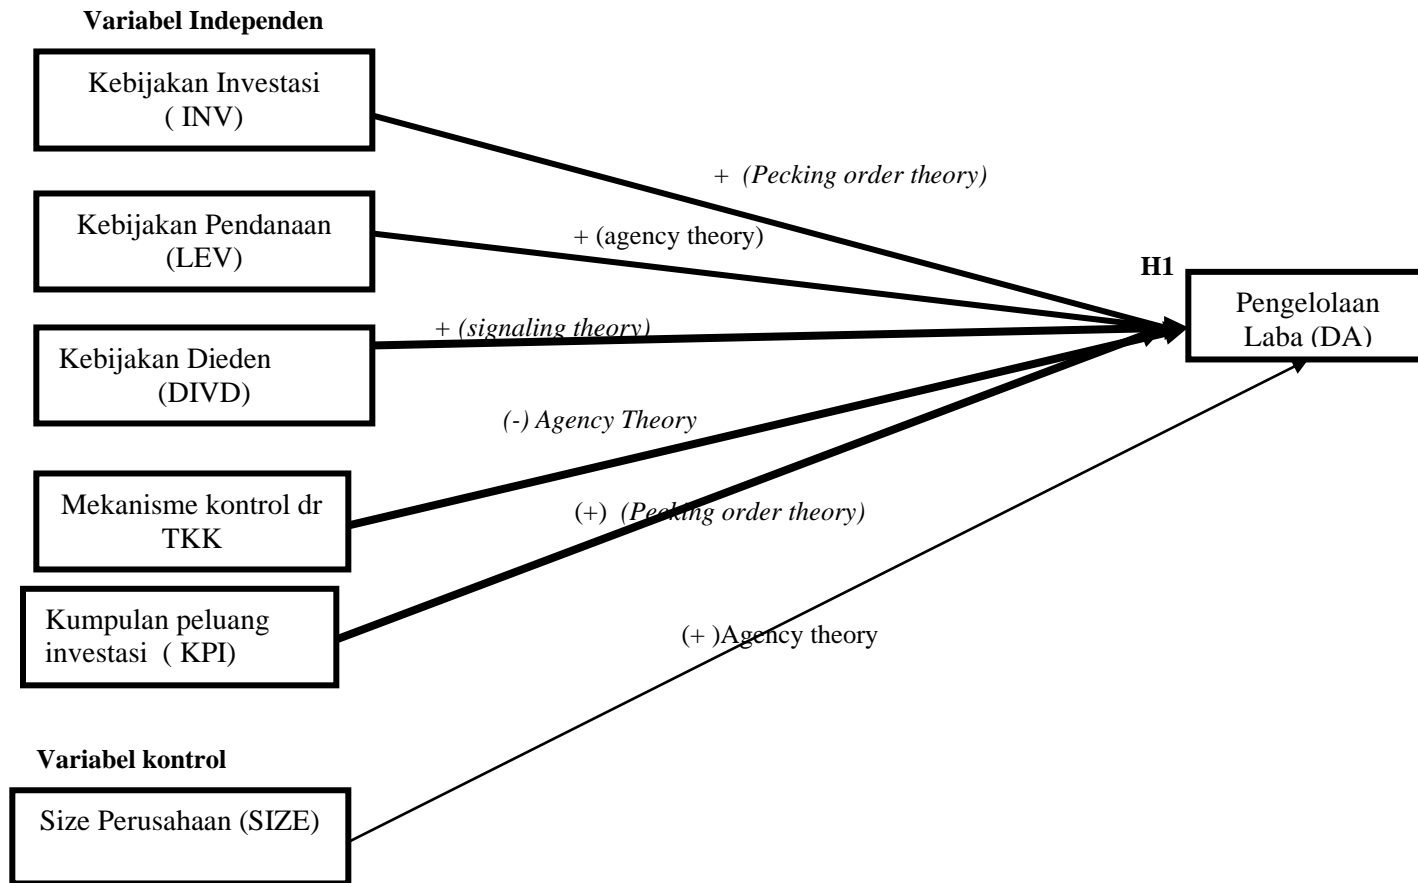 Variabel Independen
Kebijakan Investasi
( INV)
+ (Pecking order theory)
Kebijakan Pendanaan
(LEV)
+ (agency theory)
H1
Pengelolaan
Laba (DA)
Kebijakan Dieden
(DIVD)
+ (signaling theory)
(-) Agency Theory
Mekanisme kontrol dr
TKK
(+) (Pecking order theory)
Kumpulan peluang
investasi ( KPI)
(+ )Agency theory
Variabel kontrol
Size Perusahaan (SIZE)